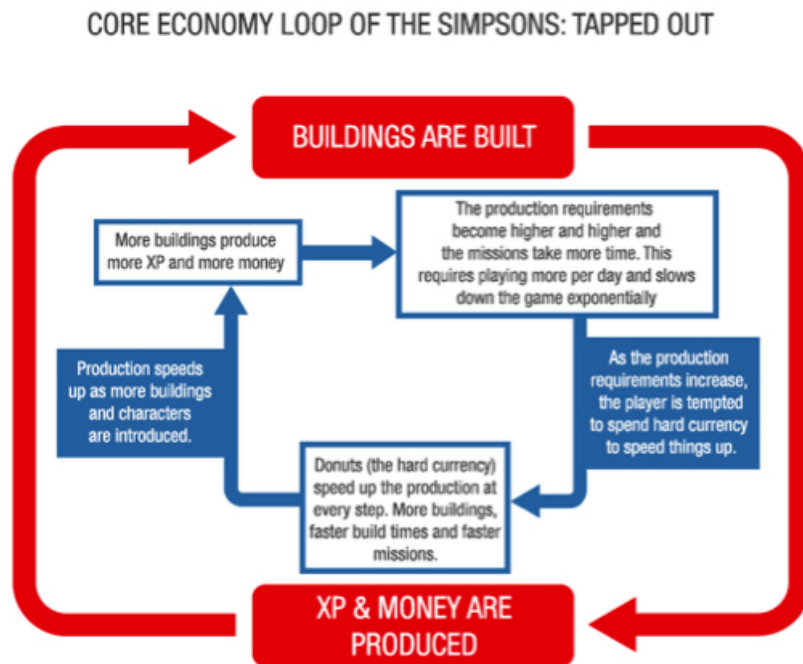 CORE ECONOMY LOOP OF THE SIMPSONS: TAPPED OUT
BUILDINGS ARE BUILT
More buildings produce
more XP and more money
The production requirements
become higher and higher and
the missions take more time. This
requires playing more per day and slows
down the game exponentially
As the production
requirements increase,
the player is tempted
to spend hard currency
to speed things up.
Donuts (the hard currency)
speed up the production at
every step. More buildings,
faster build times and faster
missions.
Production speeds
up as more buildings
and characters
are introduced.
XP & MONEY ARE
PRODUCED